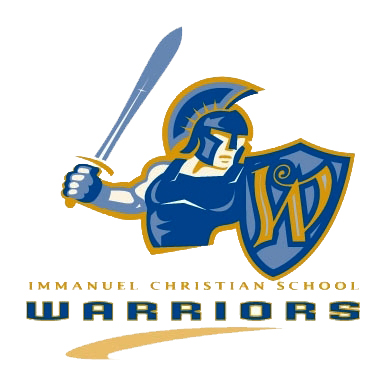 W
IMMANUEL CHRISTIAN SCHOOL
WARRIORS